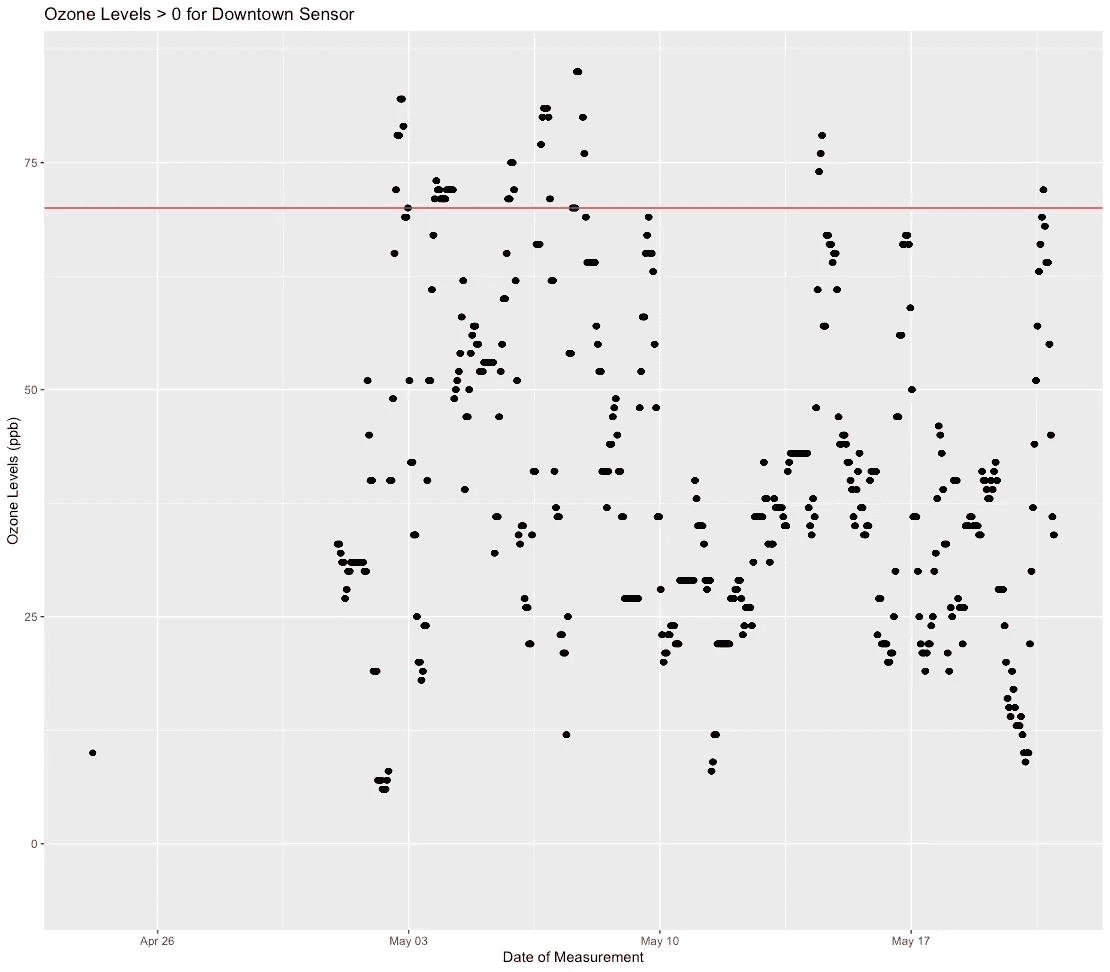 Ozone Levels > 0 for Downtown Sensor
Ozone Levels (ppb)
75
50
25
0
Apr 26
May 03
May 10
May 17
Date of Measurement